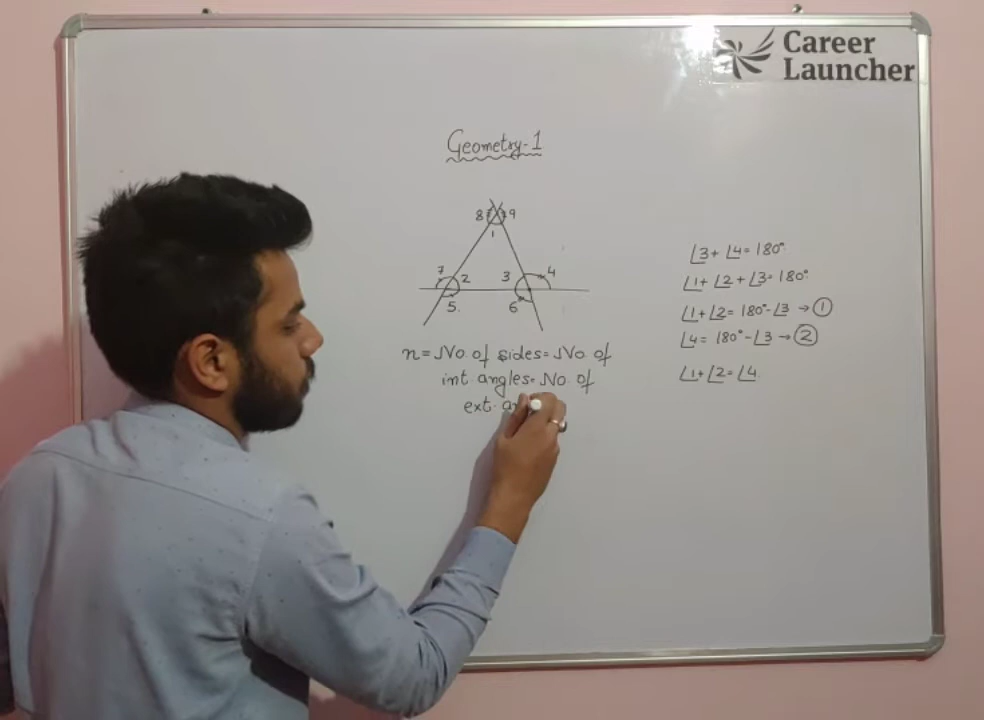 Career
Launcher
Geometry-1
8 9
1
7 2 3 4
5 6
∠3+ ∠4=180°
∠1+ ∠2+∠3=180°
∠1+∠2= 180°-∠3 →①
∠4= 180°-∠3 →②
∠1+∠2=∠4
n=No. of sides=No. of
int. angles=No. of
ext.